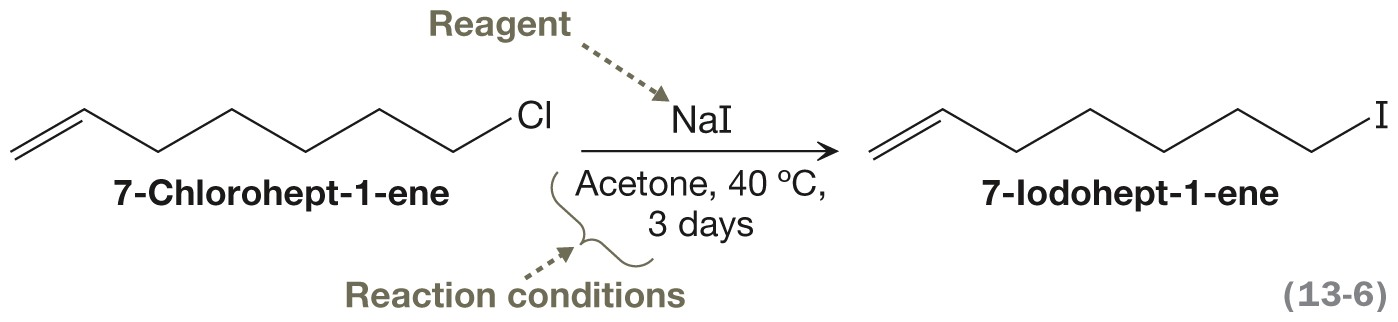 Reagent
Cl
NaI
I
Acetone, 40 ºC,
3 days
7-Chlorohept-1-ene
7-Iodohept-1-ene
Reaction conditions
(13-6)